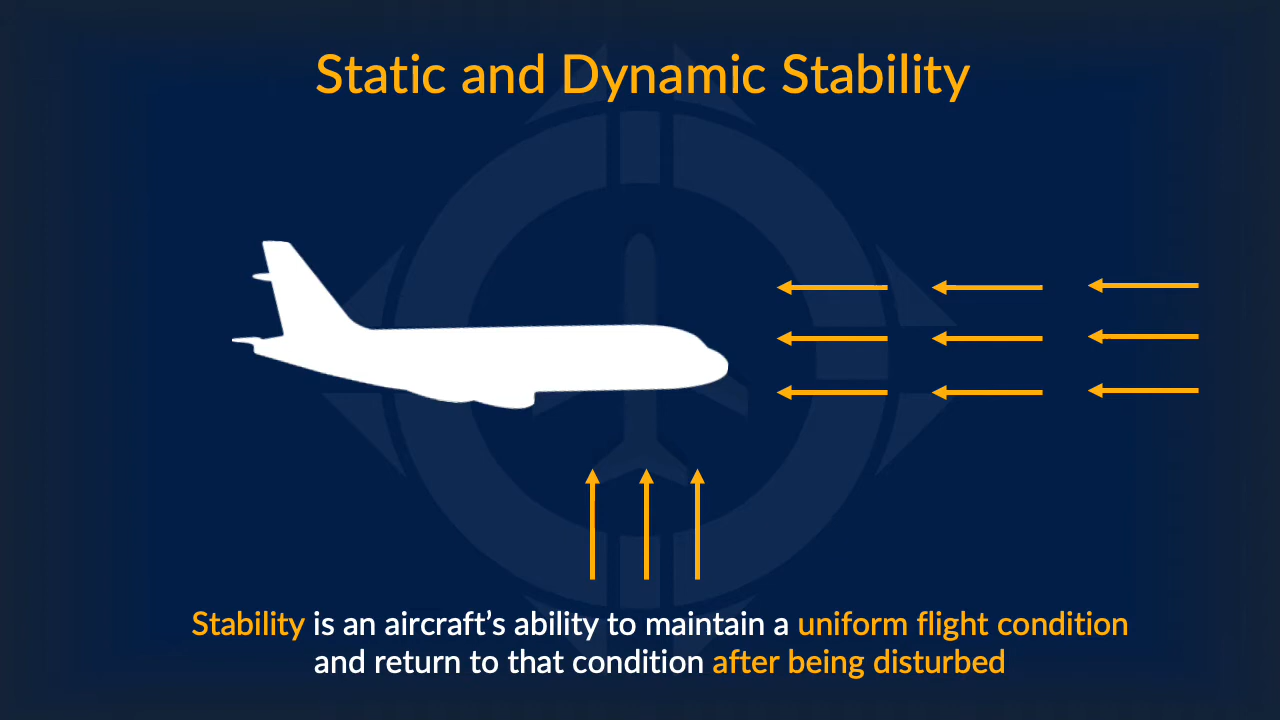 Static and Dynamic Stability
Stability is an aircraft’s ability to maintain a uniform flight condition
and return to that condition after being disturbed